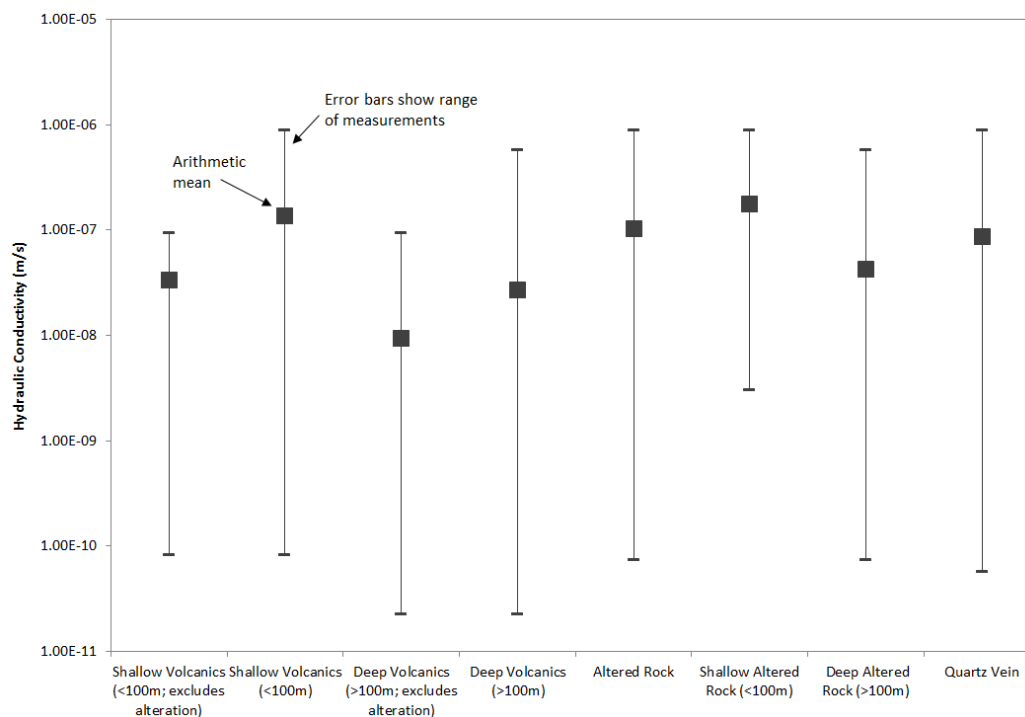 1.00E-05
1.00E-06
1.00E-07
1.00E-08
1.00E-09
1.00E-10
1.00E-11
Hydraulic Conductivity (m/s)
Error bars show range
of measurements
Arithmetic
mean
Shallow Volcanics
(<100m; excludes
alteration)
Shallow Volcanics
(<100m)
Deep Volcanics
(>100m; excludes
alteration)
Deep Volcanics
(>100m)
Altered Rock
Shallow Altered
Rock (<100m)
Deep Altered
Rock (>100m)
Quartz Vein